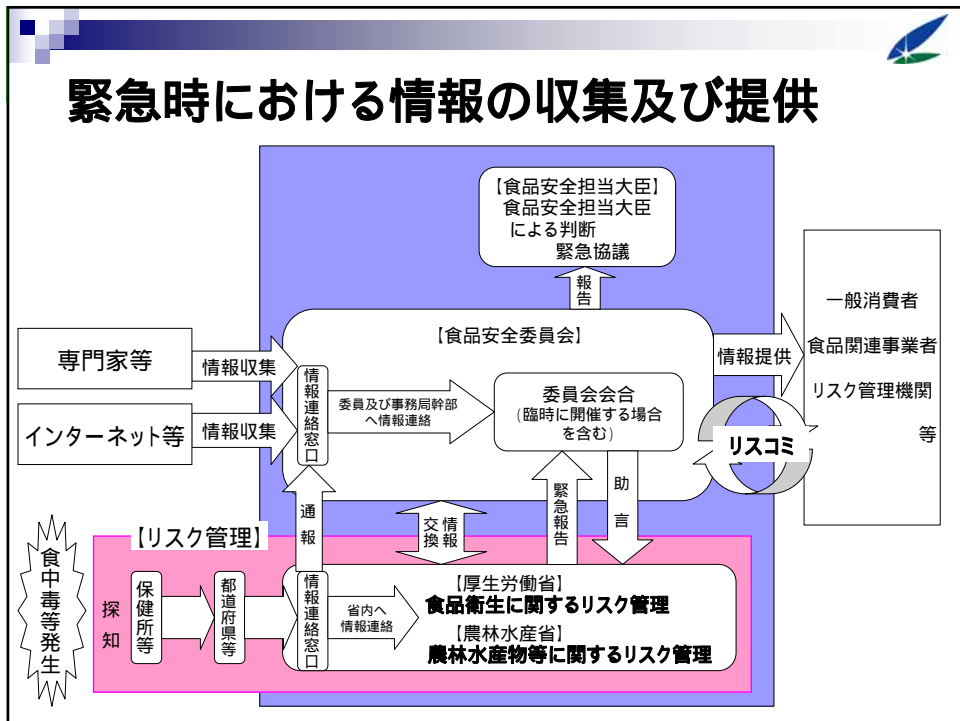 緊急時における情報の収集及び提供
【食品安全担当大臣】
食品安全担当大臣
による判断
緊急協議
報告
【食品安全委員会】
専門家等
情報収集
インターネット等
情報収集
情報連絡窓口
委員及び事務局幹部
へ情報連絡
委員会会合
(臨時に開催する場合
を含む)
情報提供
一般消費者
食品関連事業者
リスク管理機関
等
リスコミ
通報
情報
交換
緊急報告
助言
【リスク管理】
食中毒等発生
探知
保健所等
都道府県等
情報連絡窓口
省内へ
情報連絡
【厚生労働省】
食品衛生に関するリスク管理
【農林水産省】
農林水産物等に関するリスク管理